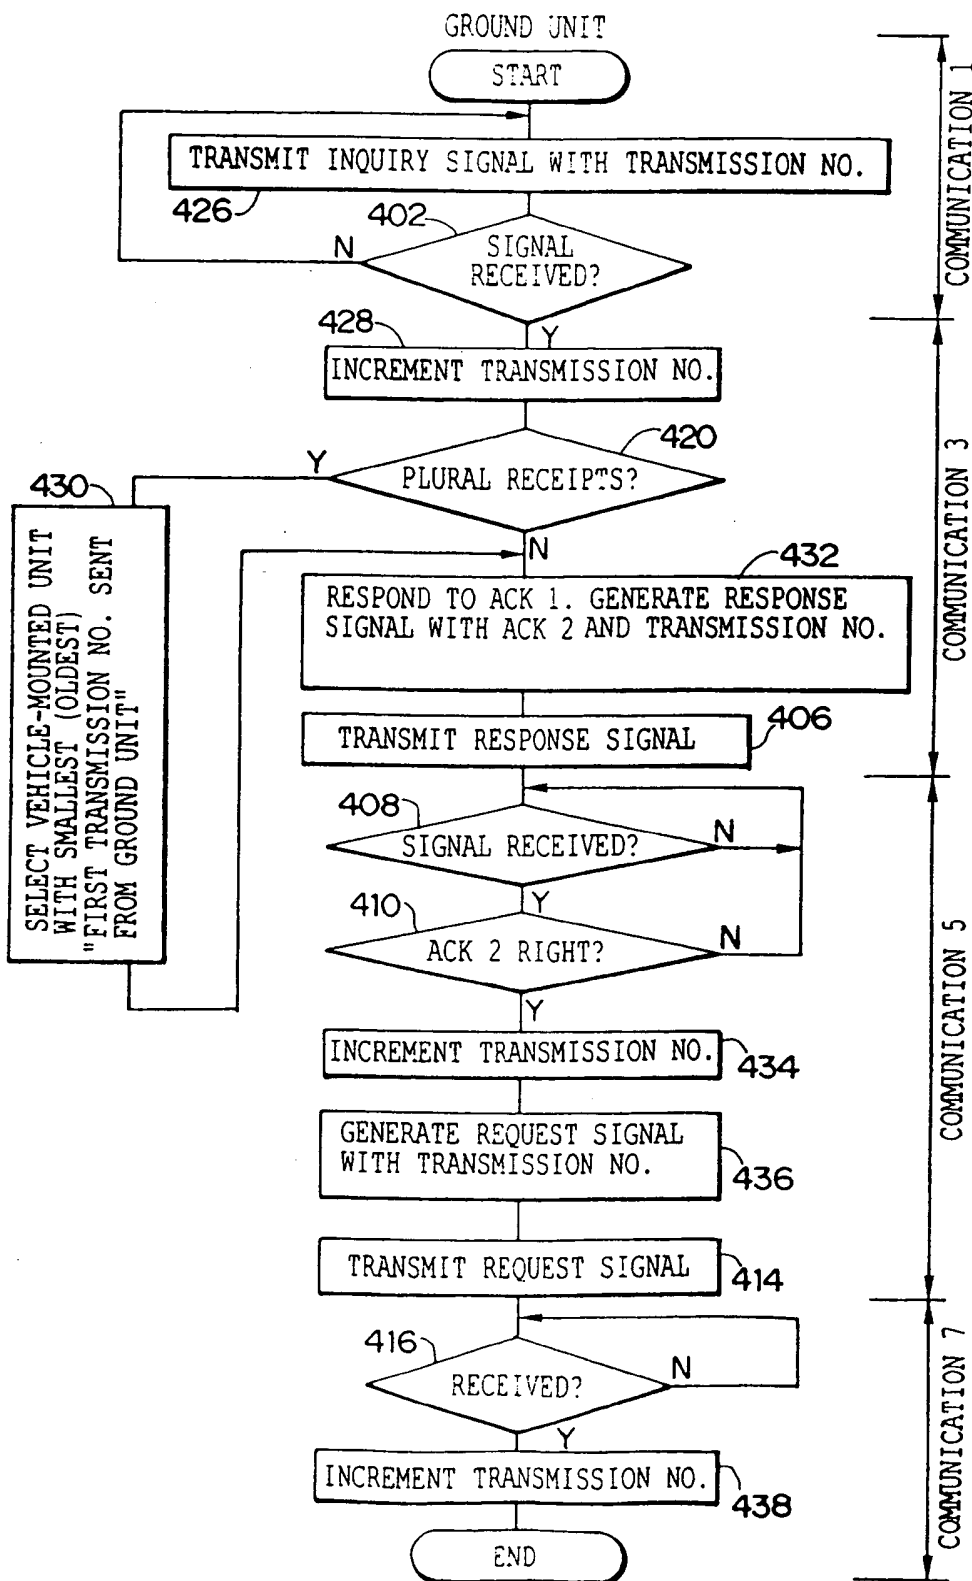 GROUND UNIT
START
TRANSMIT INQUIRY SIGNAL WITH TRANSMISSION NO.
426
402
SIGNAL
RECEIVED?
N
Y
COMMUNICATION 1
428
INCREMENT TRANSMISSION NO.
420
PLURAL RECEIPTS?
Y
N
430
SELECT VEHICLE-MOUNTED UNIT
WITH SMALLEST (OLDEST)
"FIRST TRANSMISSION NO. SENT
FROM GROUND UNIT"
432
RESPOND TO ACK 1. GENERATE RESPONSE
SIGNAL WITH ACK 2 AND TRANSMISSION NO.
TRANSMIT RESPONSE SIGNAL
406
COMMUNICATION 3
408
SIGNAL RECEIVED?
N
Y
410
ACK 2 RIGHT?
N
Y
INCREMENT TRANSMISSION NO.
434
GENERATE REQUEST SIGNAL
WITH TRANSMISSION NO.
436
TRANSMIT REQUEST SIGNAL
414
COMMUNICATION 5
416
RECEIVED?
N
Y
INCREMENT TRANSMISSION NO.
438
END
COMMUNICATION 7